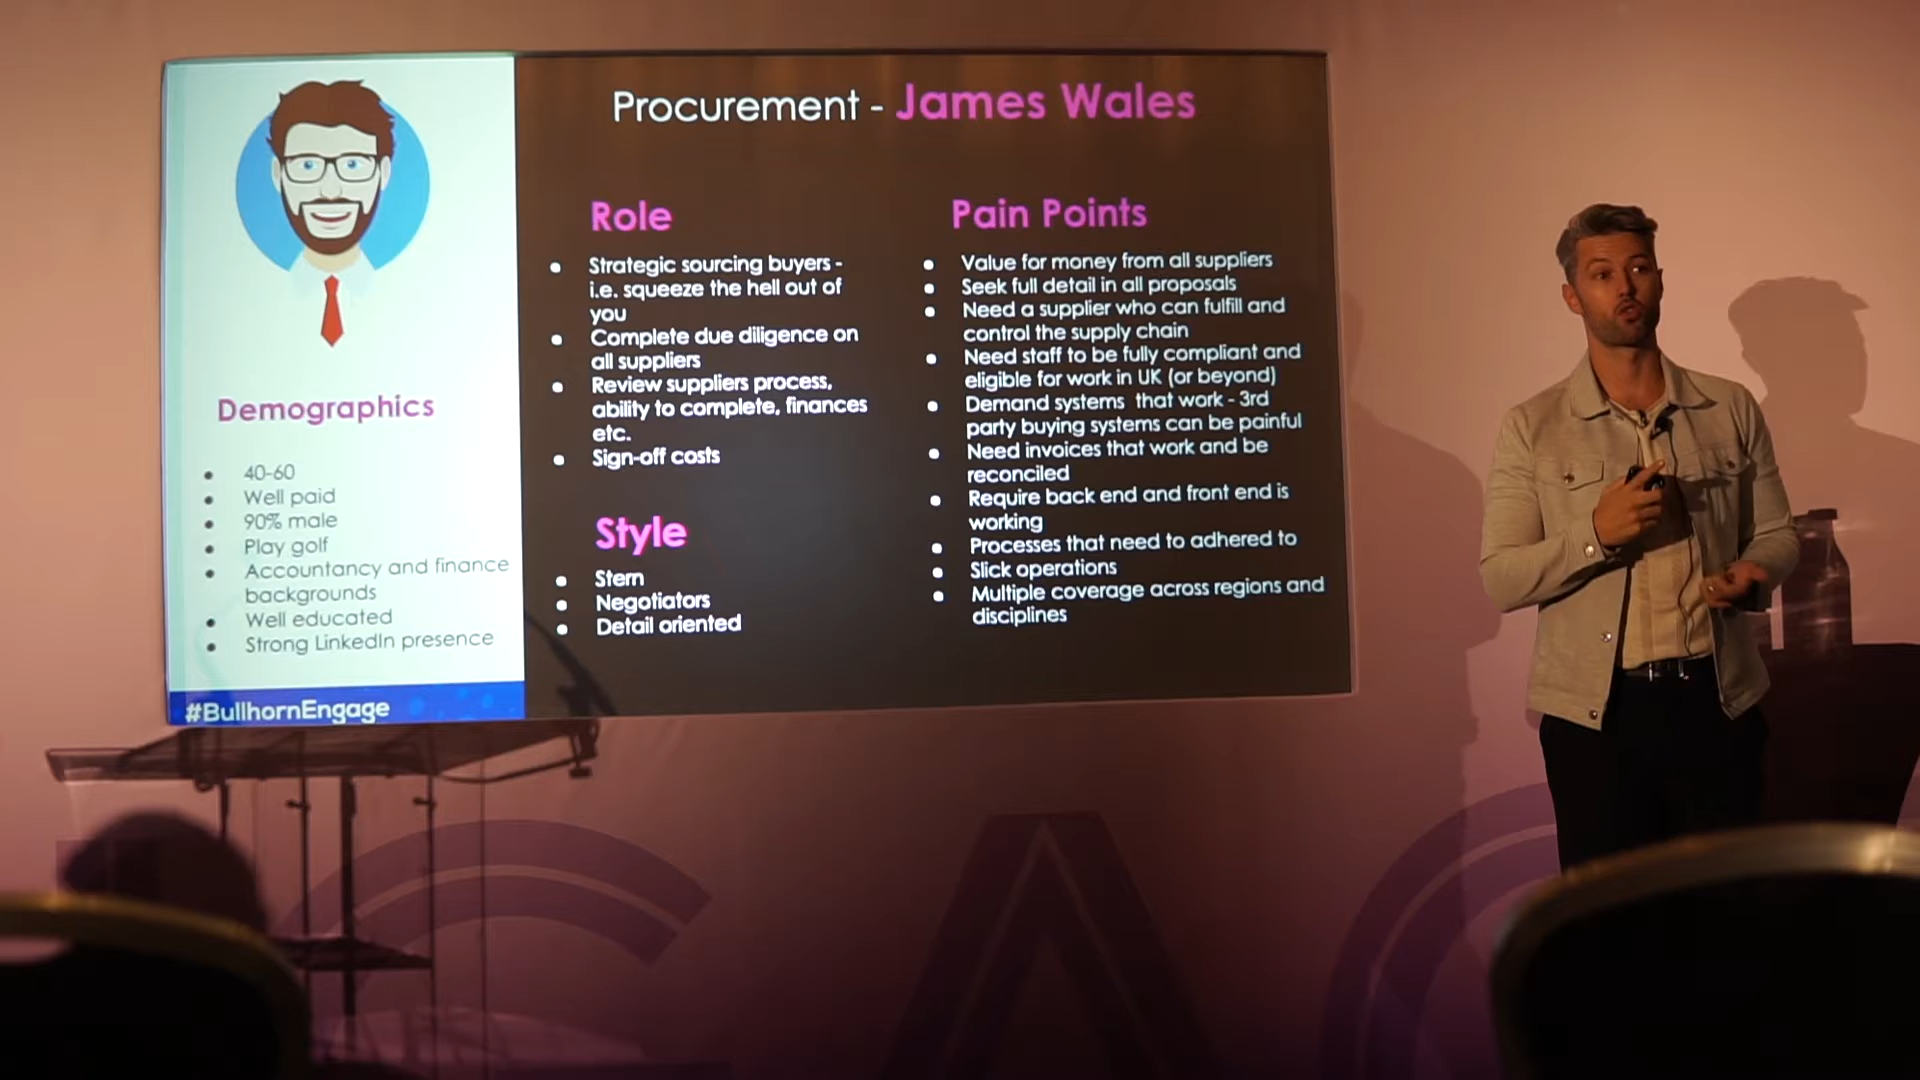 Procurement - James Wales
Demographics
40-60
Well paid
90% male
Play golf
Accountancy and finance
backgrounds
Well educated
Strong LinkedIn presence
#BullhornEngage
Role
Strategic sourcing buyers -
i.e. squeeze the hell out of
you
Complete due diligence on
all suppliers
Review suppliers process,
ability to complete, finances
etc.
Sign-off costs
Style
Stern
Negotiators
Detail oriented
Pain Points
Value for money from all suppliers
Seek full detail in all proposals
Need a supplier who can fulfill and
control the supply chain
Need staff to be fully compliant and
eligible for work in UK (or beyond)
Demand systems that work - 3rd
party buying systems can be painful
Need invoices that work and be
reconciled
Require back end and front end is
working
Processes that need to adhered to
Slick operations
Multiple coverage across regions and
disciplines